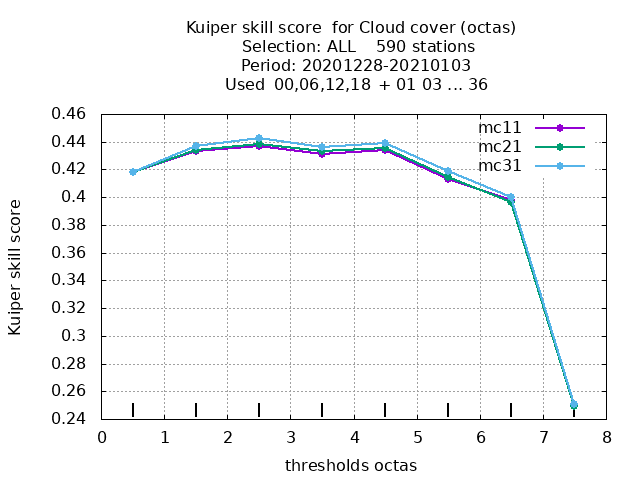 Kuiper skill score  for Cloud cover (octas)
Selection: ALL    590 stations
Period: 20201228-20210103
Used  00,06,12,18  + 01 03 ... 36
mc11
mc21
mc31
Kuiper skill score
0.46
0.44
0.42
0.4
0.38
0.36
0.34
0.32
0.3
0.28
0.26
0.24
0 1 2 3 4 5 6 7 8
thresholds octas